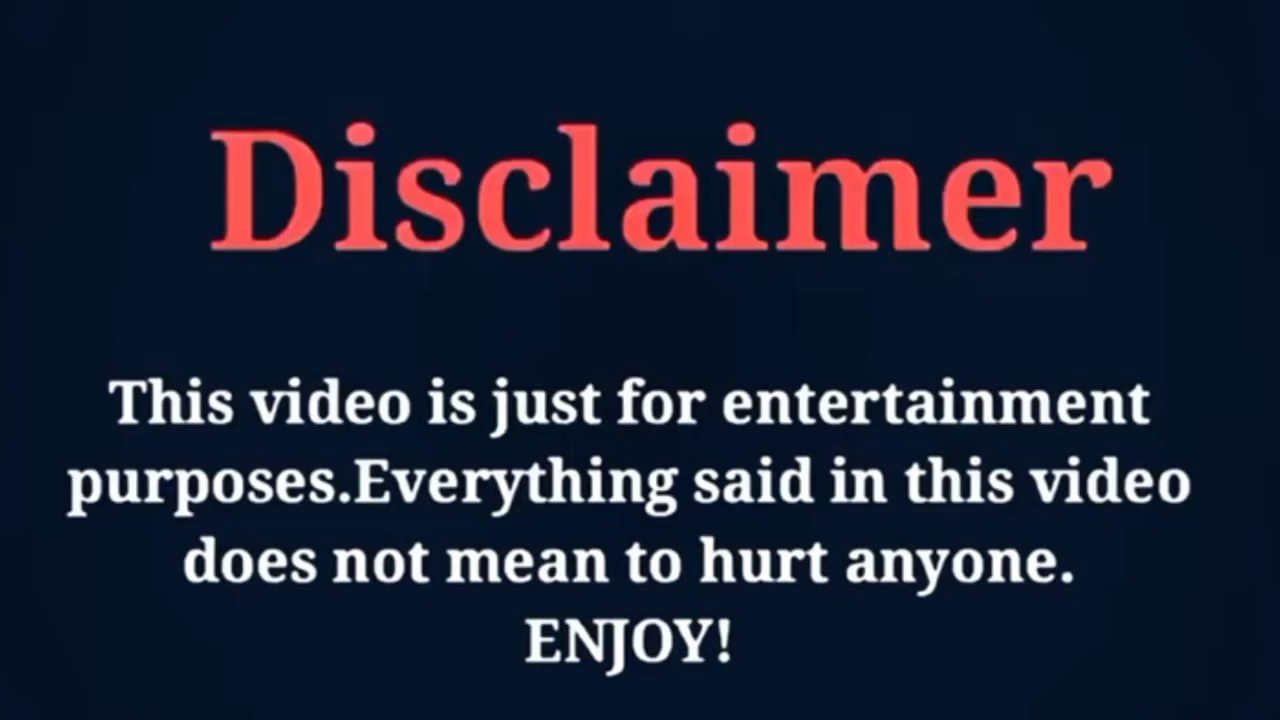 Disclaimer
This video is just for entertainment
purposes.Everything said in this video
does not mean to hurt anyone.
ENJOY!